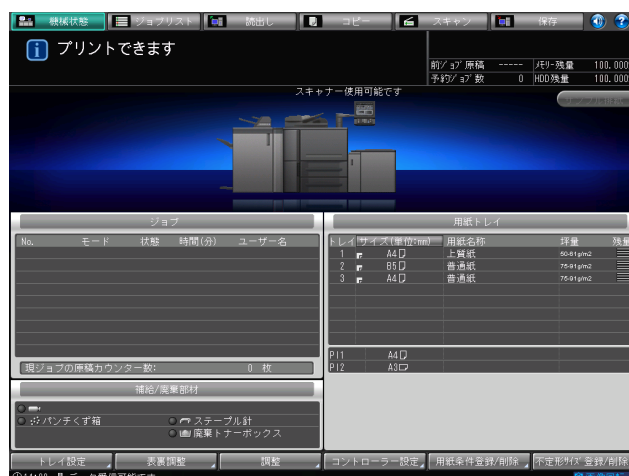 機械状態 ジョブリスト 読出し コピー スキャン 保存
プリントできます
前ジョブ原稿 ----- メモリー残量 100.000
予約ジョブ数 0 HDD残量 100.000
スキャナー使用可能です
ジョブ
No. モード 状態 時間(分) ユーザー名
現ジョブの原稿カウンター数: 0 枚
補給/廃棄部材
パンチくず箱 ステープル針
廃棄トナーボックス
用紙トレイ
トレイ サイズ(単位:mm) 用紙名称 坪量 残量
1 A4 上質紙 50-61g/m2
2 B5 普通紙 75-91g/m2
3 A4 普通紙 75-91g/m2
PI1 A4
PI2 A3
トレイ設定 表裏調整 調整 コントローラー設定 用紙条件登録/削除 不定形サイズ登録/削除